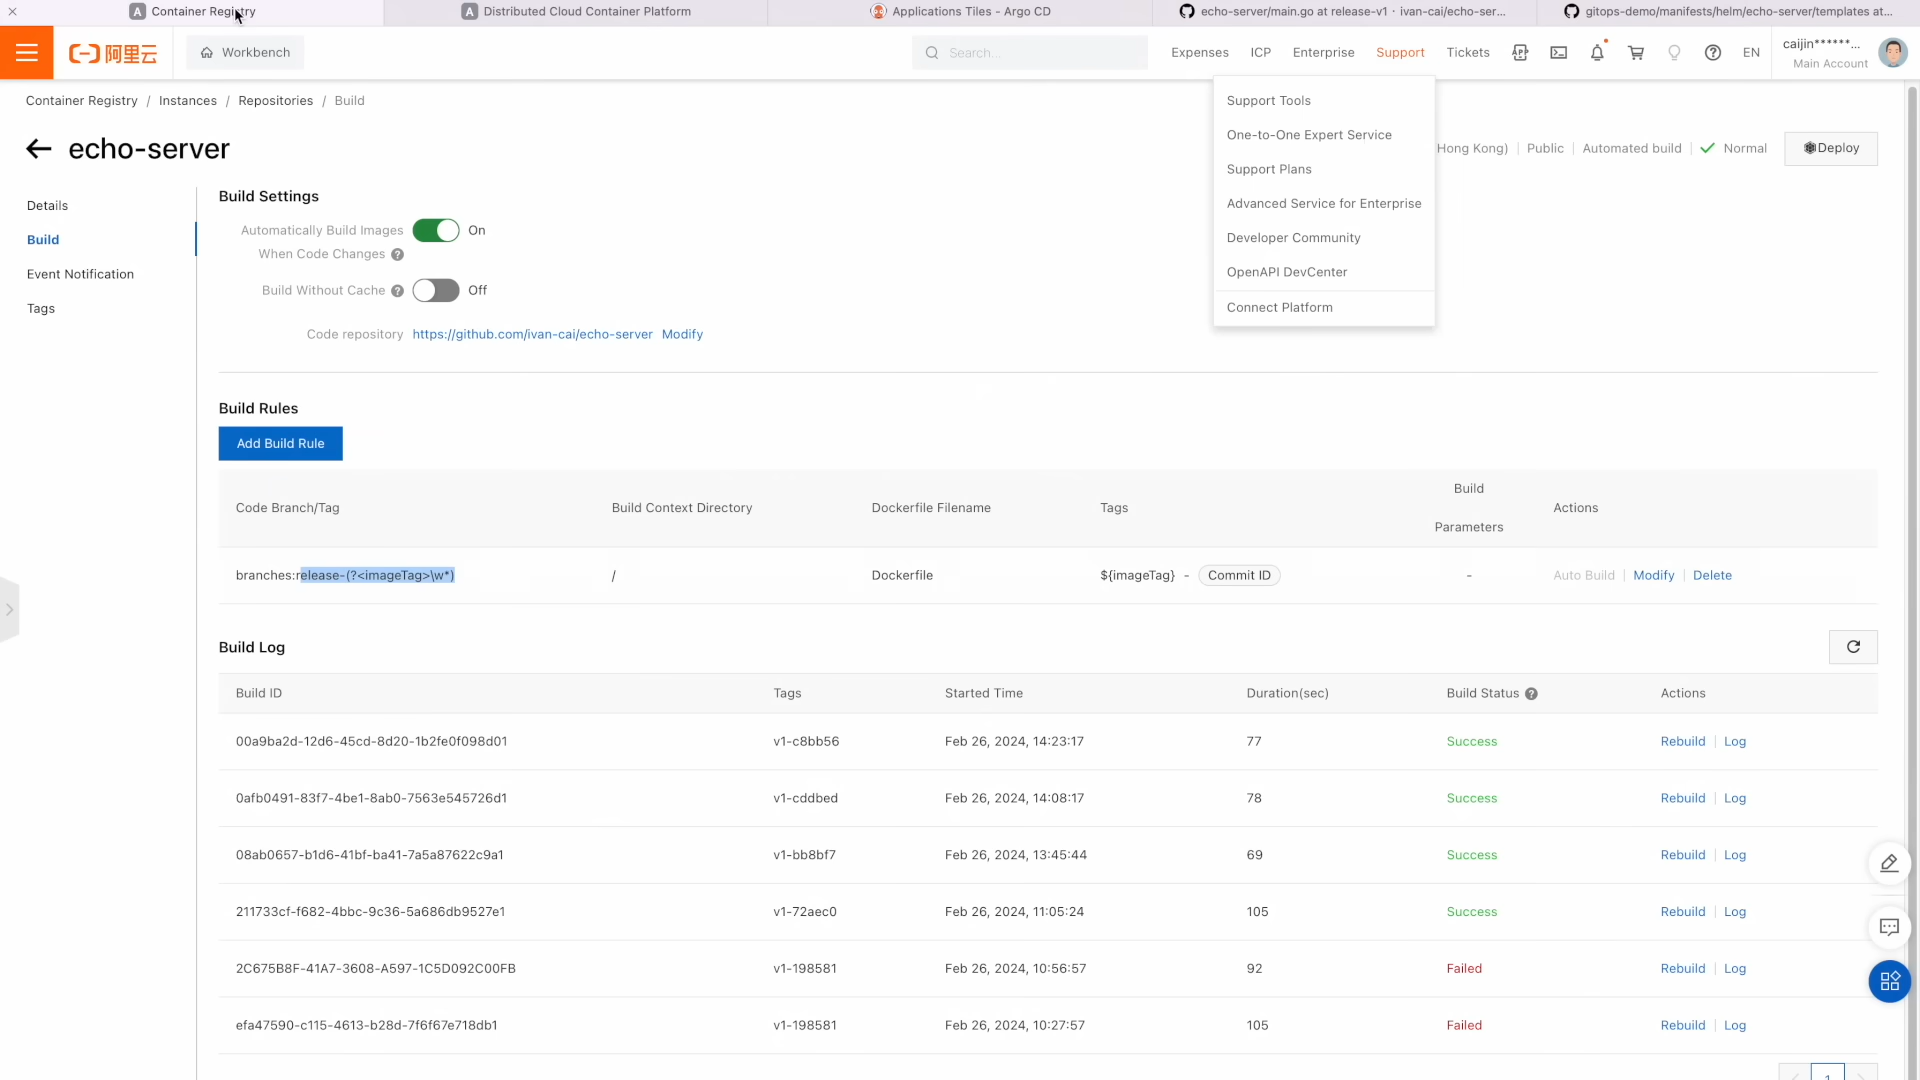 Container Registry
Distributed Cloud Container Platform
Applications Tiles - Argo CD
echo-server/main.go at release-v1 · ivan-cai/echo-ser...
gitops-demo/manifests/helm/echo-server/templates at...
阿里云
Workbench
Search...
Expenses
ICP
Enterprise
Support
Tickets
EN
caijin******...
Main Account
Container Registry / Instances / Repositories / Build
Support Tools
One-to-One Expert Service
Support Plans
Advanced Service for Enterprise
Developer Community
OpenAPI DevCenter
Connect Platform
echo-server
Hong Kong) | Public | Automated build | Normal
Deploy
Details
Build
Event Notification
Tags
Build Settings
Automatically Build Images When Code Changes
On
Build Without Cache
Off
Code repository https://github.com/ivan-cai/echo-server Modify
Build Rules
Add Build Rule
Code Branch/Tag
Build Context Directory
Dockerfile Filename
Tags
Build Parameters
Actions
branches:release-(?<imageTag>\w*)
/
Dockerfile
${imageTag} - Commit ID
-
Auto Build | Modify | Delete
Build Log
Build ID
Tags
Started Time
Duration(sec)
Build Status
Actions
00a9ba2d-12d6-45cd-8d20-1b2fe0f098d01 v1-c8bb56 Feb 26, 2024, 14:23:17 77 Success Rebuild | Log
0afb0491-83f7-4be1-8ab0-7563e545726d1 v1-cddbed Feb 26, 2024, 14:08:17 78 Success Rebuild | Log
08ab0657-b1d6-41bf-ba41-7a5a87622c9a1 v1-bb8bf7 Feb 26, 2024, 13:45:44 69 Success Rebuild | Log
211733cf-f682-4bbc-9c36-5a686db9527e1 v1-72aec0 Feb 26, 2024, 11:05:24 105 Success Rebuild | Log
2C675B8F-41A7-3608-A597-1C5D092C00FB v1-198581 Feb 26, 2024, 10:56:57 92 Failed Rebuild | Log
efa47590-c115-4613-b28d-7f6f67e718db1 v1-198581 Feb 26, 2024, 10:27:57 105 Failed Rebuild | Log
1